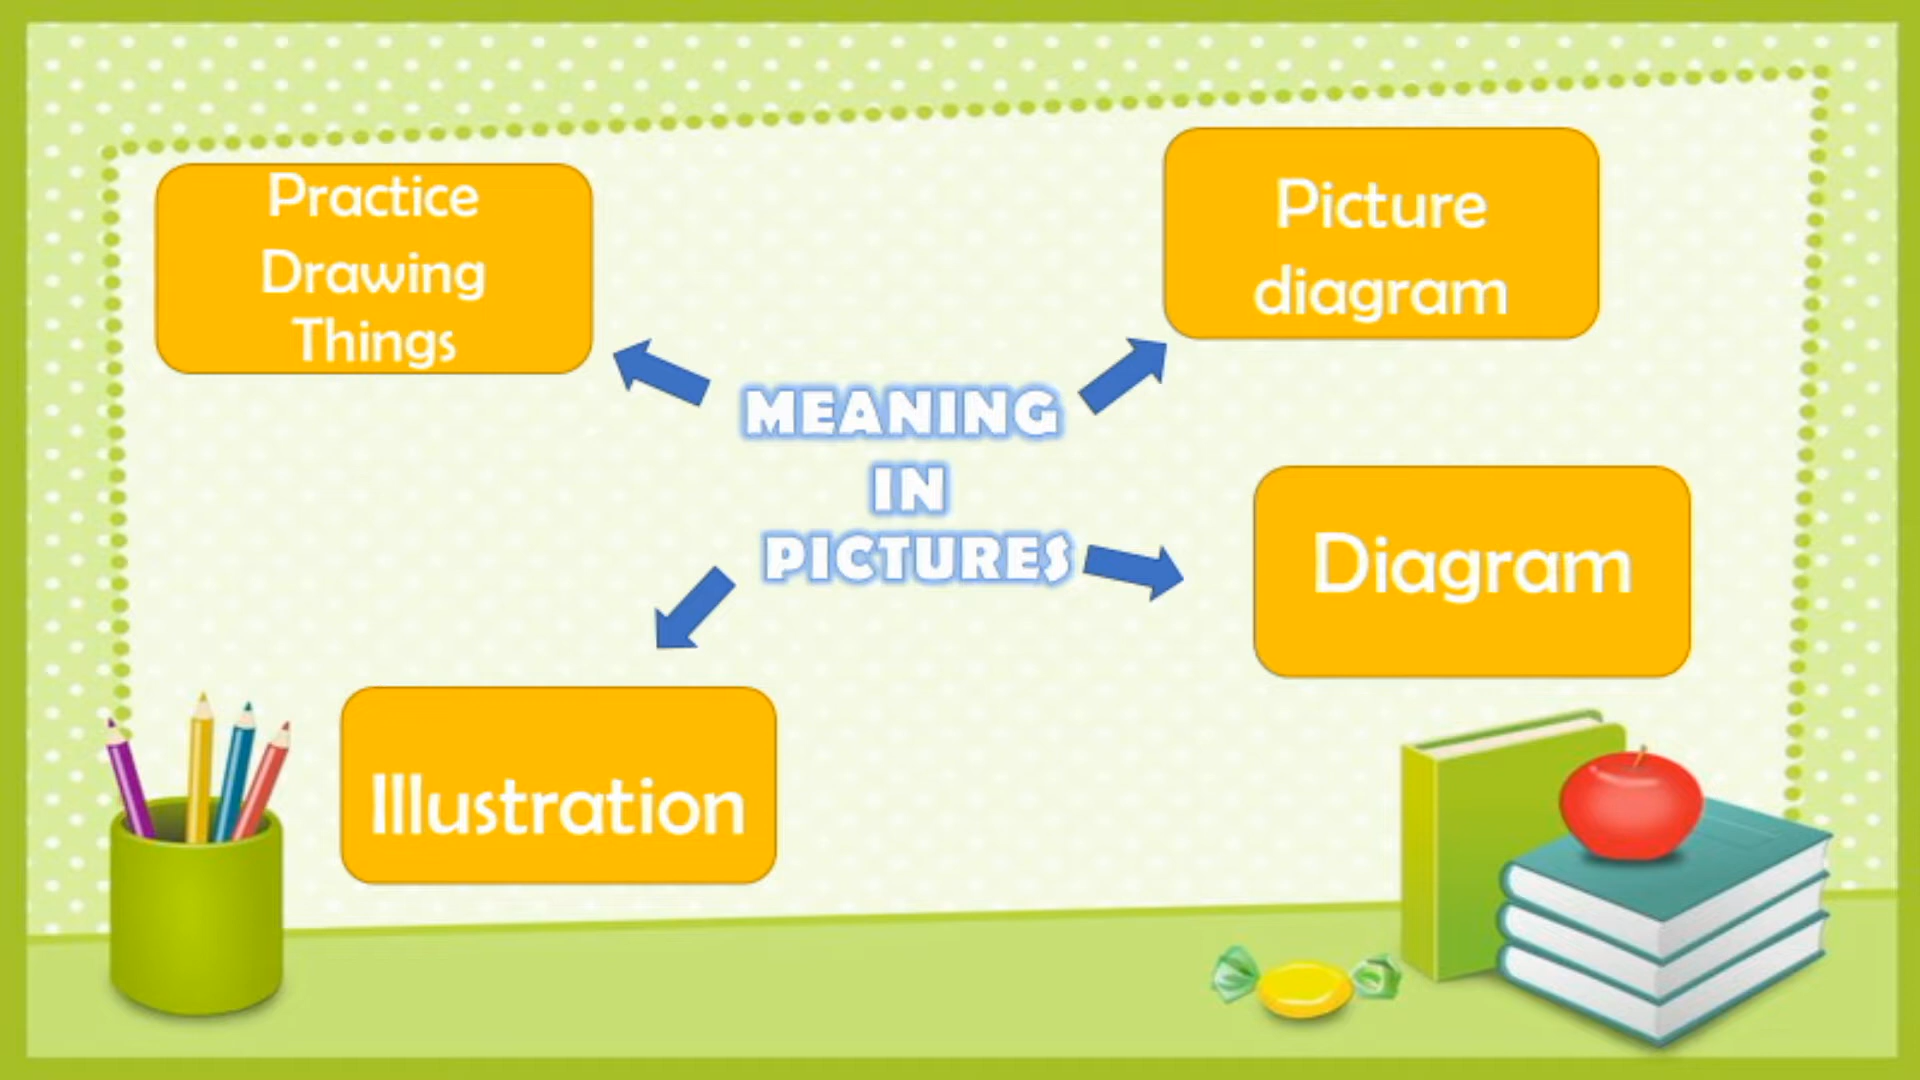 Practice
Drawing
Things
Picture
diagram
MEANING
IN
PICTURES
Diagram
Illustration